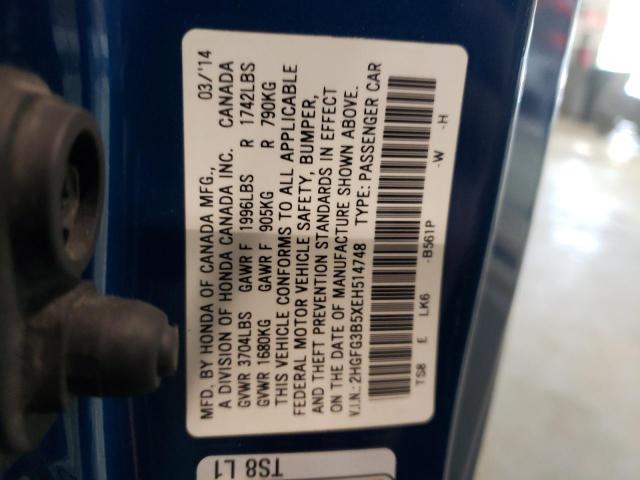 MFD. BY HONDA OF CANADA MFG., 03/'14
A DIVISION OF HONDA CANADA INC. CANADA
GVWR 3704LBS GAWR F 1996LBS R 1742LBS
GVWR 1680KG GAWR F 905KG R 790KG
THIS VEHICLE CONFORMS TO ALL APPLICABLE
FEDERAL MOTOR VEHICLE SAFETY, BUMPER,
AND THEFT PREVENTION STANDARDS IN EFFECT
ON THE DATE OF MANUFACTURE SHOWN ABOVE.
V.I.N.: 2HGFG3B5XEH514748 TYPE: PASSENGER CAR
TS8 E LK6 -B561P -W -H
TS8 L1